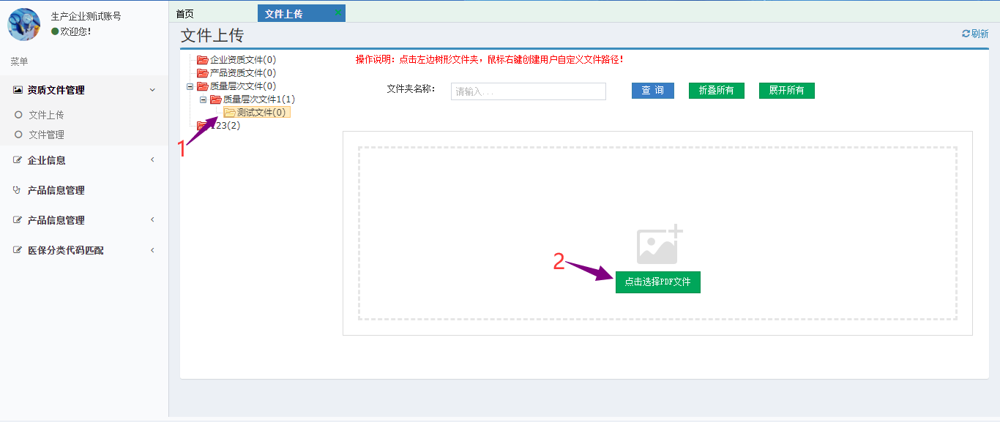 生产企业测试账号
欢迎您!
菜单
资质文件管理
文件上传
文件管理
企业信息
产品信息管理
产品信息管理
医保分类代码匹配
首页
文件上传
文件上传
刷新
企业资质文件(0)
产品资质文件(0)
质量层次文件(0)
质量层次文件1(1)
测试文件(0)
23(2)
1
操作说明：点击左边树形文件夹，鼠标右键创建用户自定义文件路径!
文件夹名称：
请输入...
查 询
折叠所有
展开所有
2
点击选择PDF文件